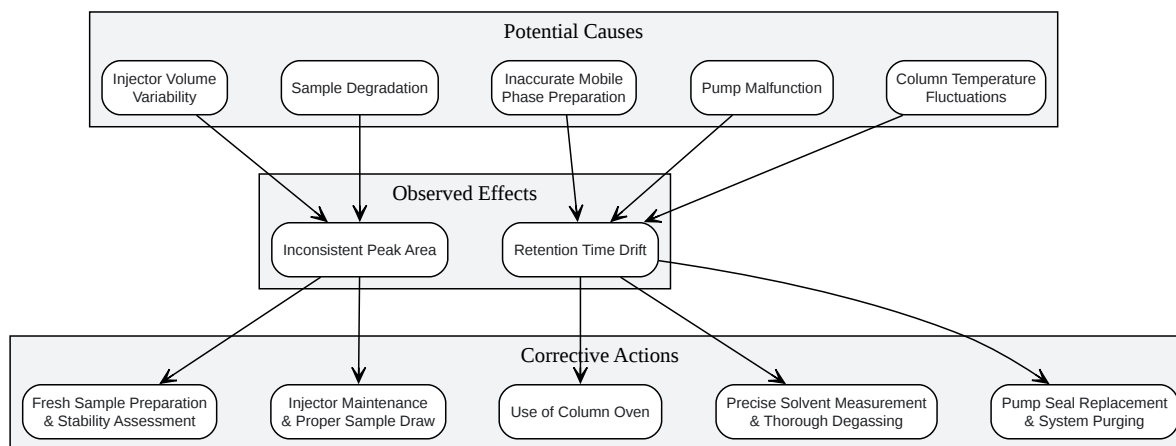 Potential Causes
Injector Volume
Variability
Sample Degradation
Inaccurate Mobile
Phase Preparation
Pump Malfunction
Column Temperature
Fluctuations
Observed Effects
Inconsistent Peak Area
Retention Time Drift
Corrective Actions
Fresh Sample Preparation
& Stability Assessment
Injector Maintenance
& Proper Sample Draw
Use of Column Oven
Precise Solvent Measurement
& Thorough Degassing
Pump Seal Replacement
& System Purging